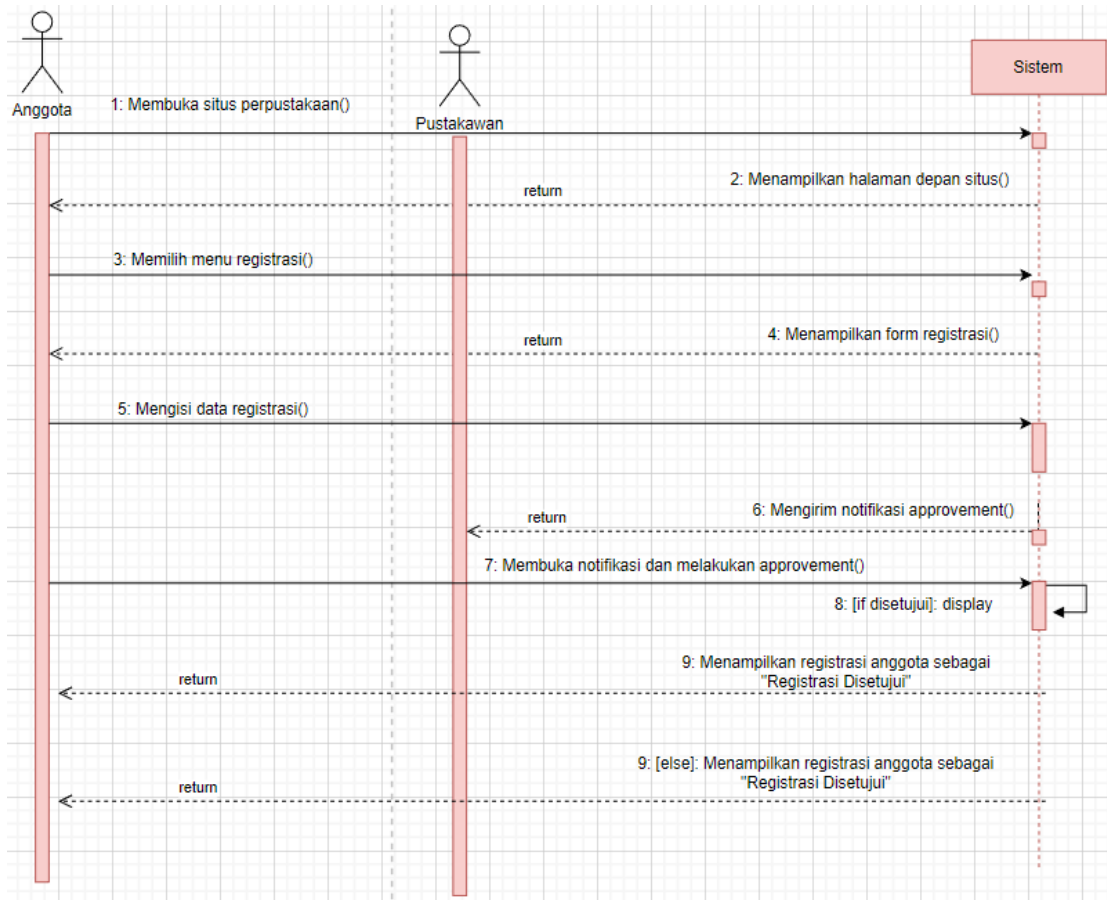 Anggota
Pustakawan
Sistem
1: Membuka situs perpustakaan()
2: Menampilkan halaman depan situs()
return
3: Memilih menu registrasi()
4: Menampilkan form registrasi()
return
5: Mengisi data registrasi()
6: Mengirim notifikasi approvement()
return
7: Membuka notifikasi dan melakukan approvement()
8: [if disetujui]: display
9: Menampilkan registrasi anggota sebagai
"Registrasi Disetujui"
return
9: [else]: Menampilkan registrasi anggota sebagai
"Registrasi Disetujui"
return